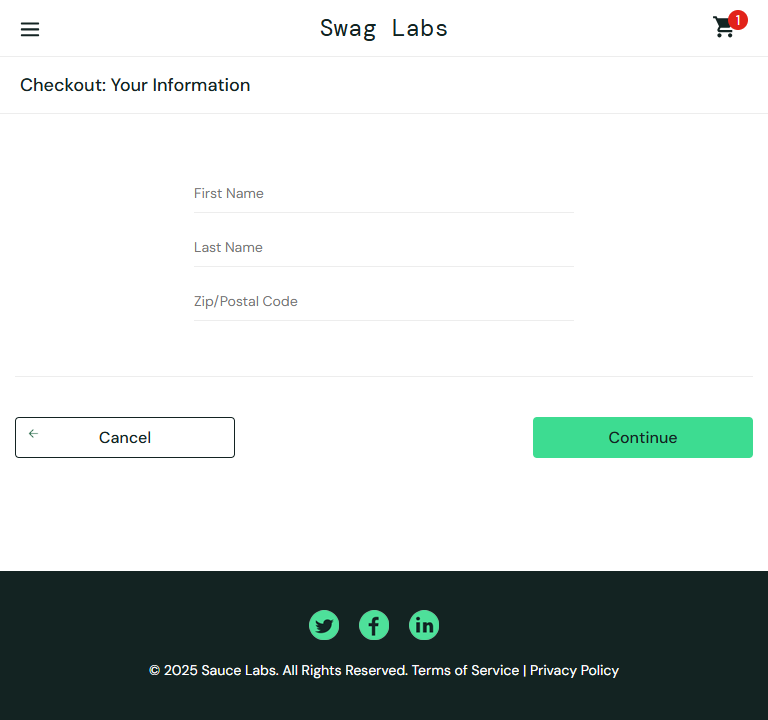 Swag Labs
1
Checkout: Your Information
First Name
Last Name
Zip/Postal Code
Cancel
Continue
© 2025 Sauce Labs. All Rights Reserved. Terms of Service | Privacy Policy